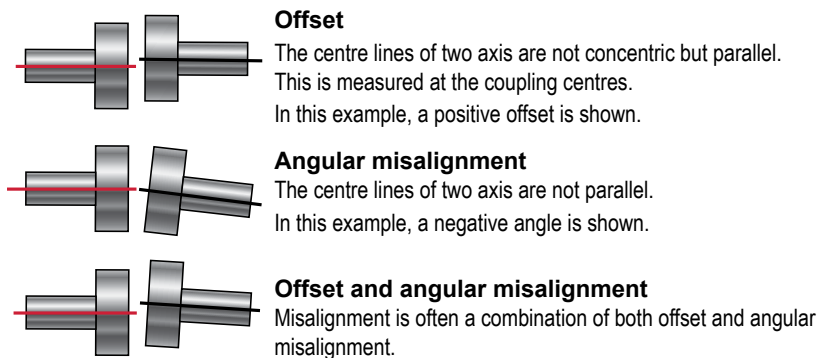 Offset
The centre lines of two axis are not concentric but parallel.
This is measured at the coupling centres.
In this example, a positive offset is shown.
Angular misalignment
The centre lines of two axis are not parallel.
In this example, a negative angle is shown.
Offset and angular misalignment
Misalignment is often a combination of both offset and angular
misalignment.